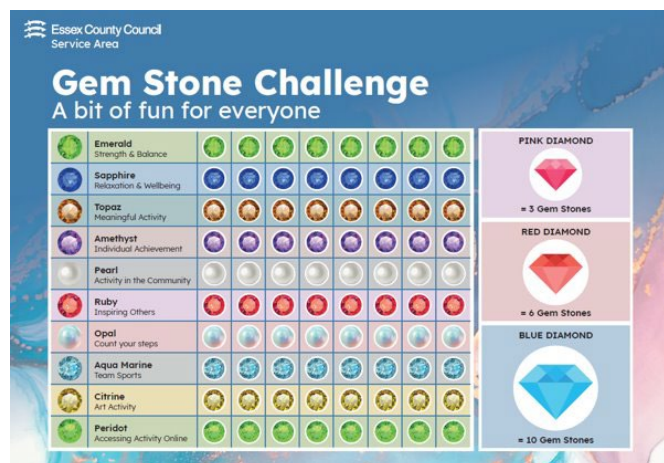 Essex County Council
Service Area
Gem Stone Challenge
A bit of fun for everyone
Emerald
Strength & Balance
Sapphire
Relaxation & Wellbeing
Topaz
Meaningful Activity
Amethyst
Individual Achievement
Pearl
Activity in the Community
Ruby
Inspiring Others
Opal
Count your steps
Aqua Marine
Team Sports
Citrine
Art Activity
Peridot
Accessing Activity Online
PINK DIAMOND
= 3 Gem Stones
RED DIAMOND
= 6 Gem Stones
BLUE DIAMOND
= 10 Gem Stones